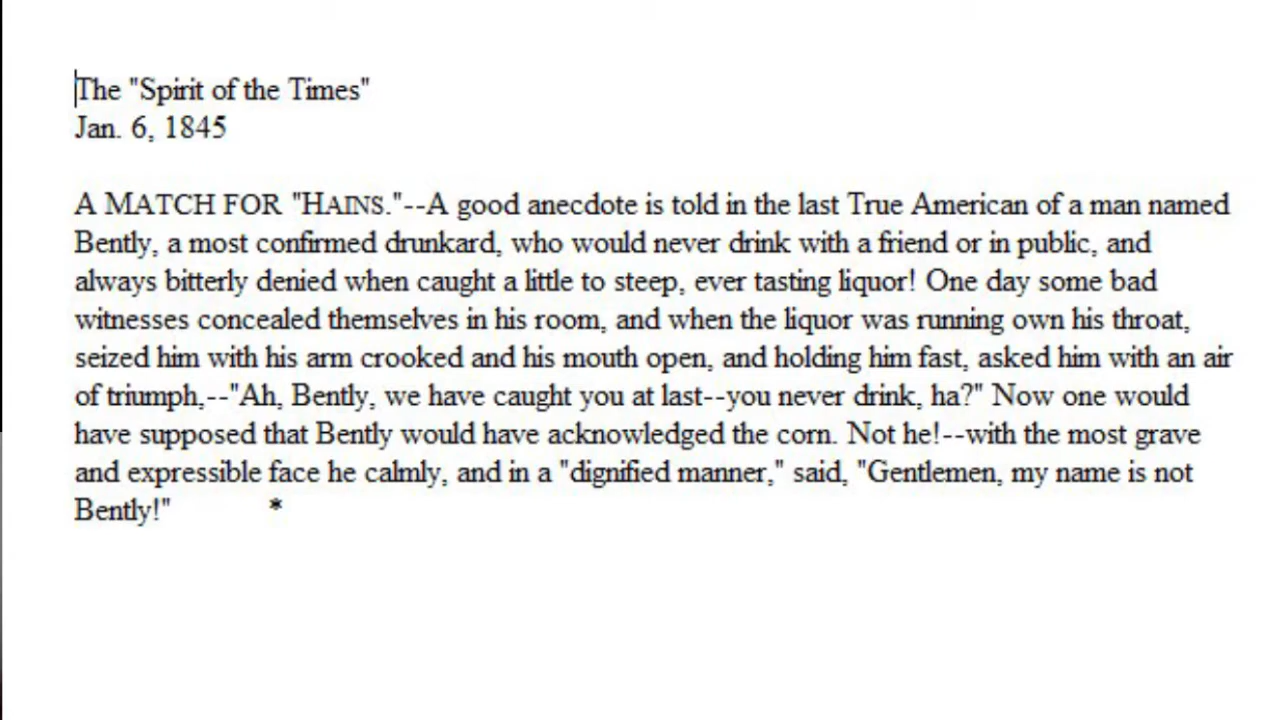 The "Spirit of the Times"
Jan. 6, 1845
A MATCH FOR "HAINS."--A good anecdote is told in the last True American of a man named
Bently, a most confirmed drunkard, who would never drink with a friend or in public, and
always bitterly denied when caught a little to steep, ever tasting liquor! One day some bad
witnesses concealed themselves in his room, and when the liquor was running own his throat,
seized him with his arm crooked and his mouth open, and holding him fast, asked him with an air
of triumph,--"Ah, Bently, we have caught you at last--you never drink, ha?" Now one would
have supposed that Bently would have acknowledged the corn. Not he!--with the most grave
and expressible face he calmly, and in a "dignified manner," said, "Gentlemen, my name is not
Bently!" *